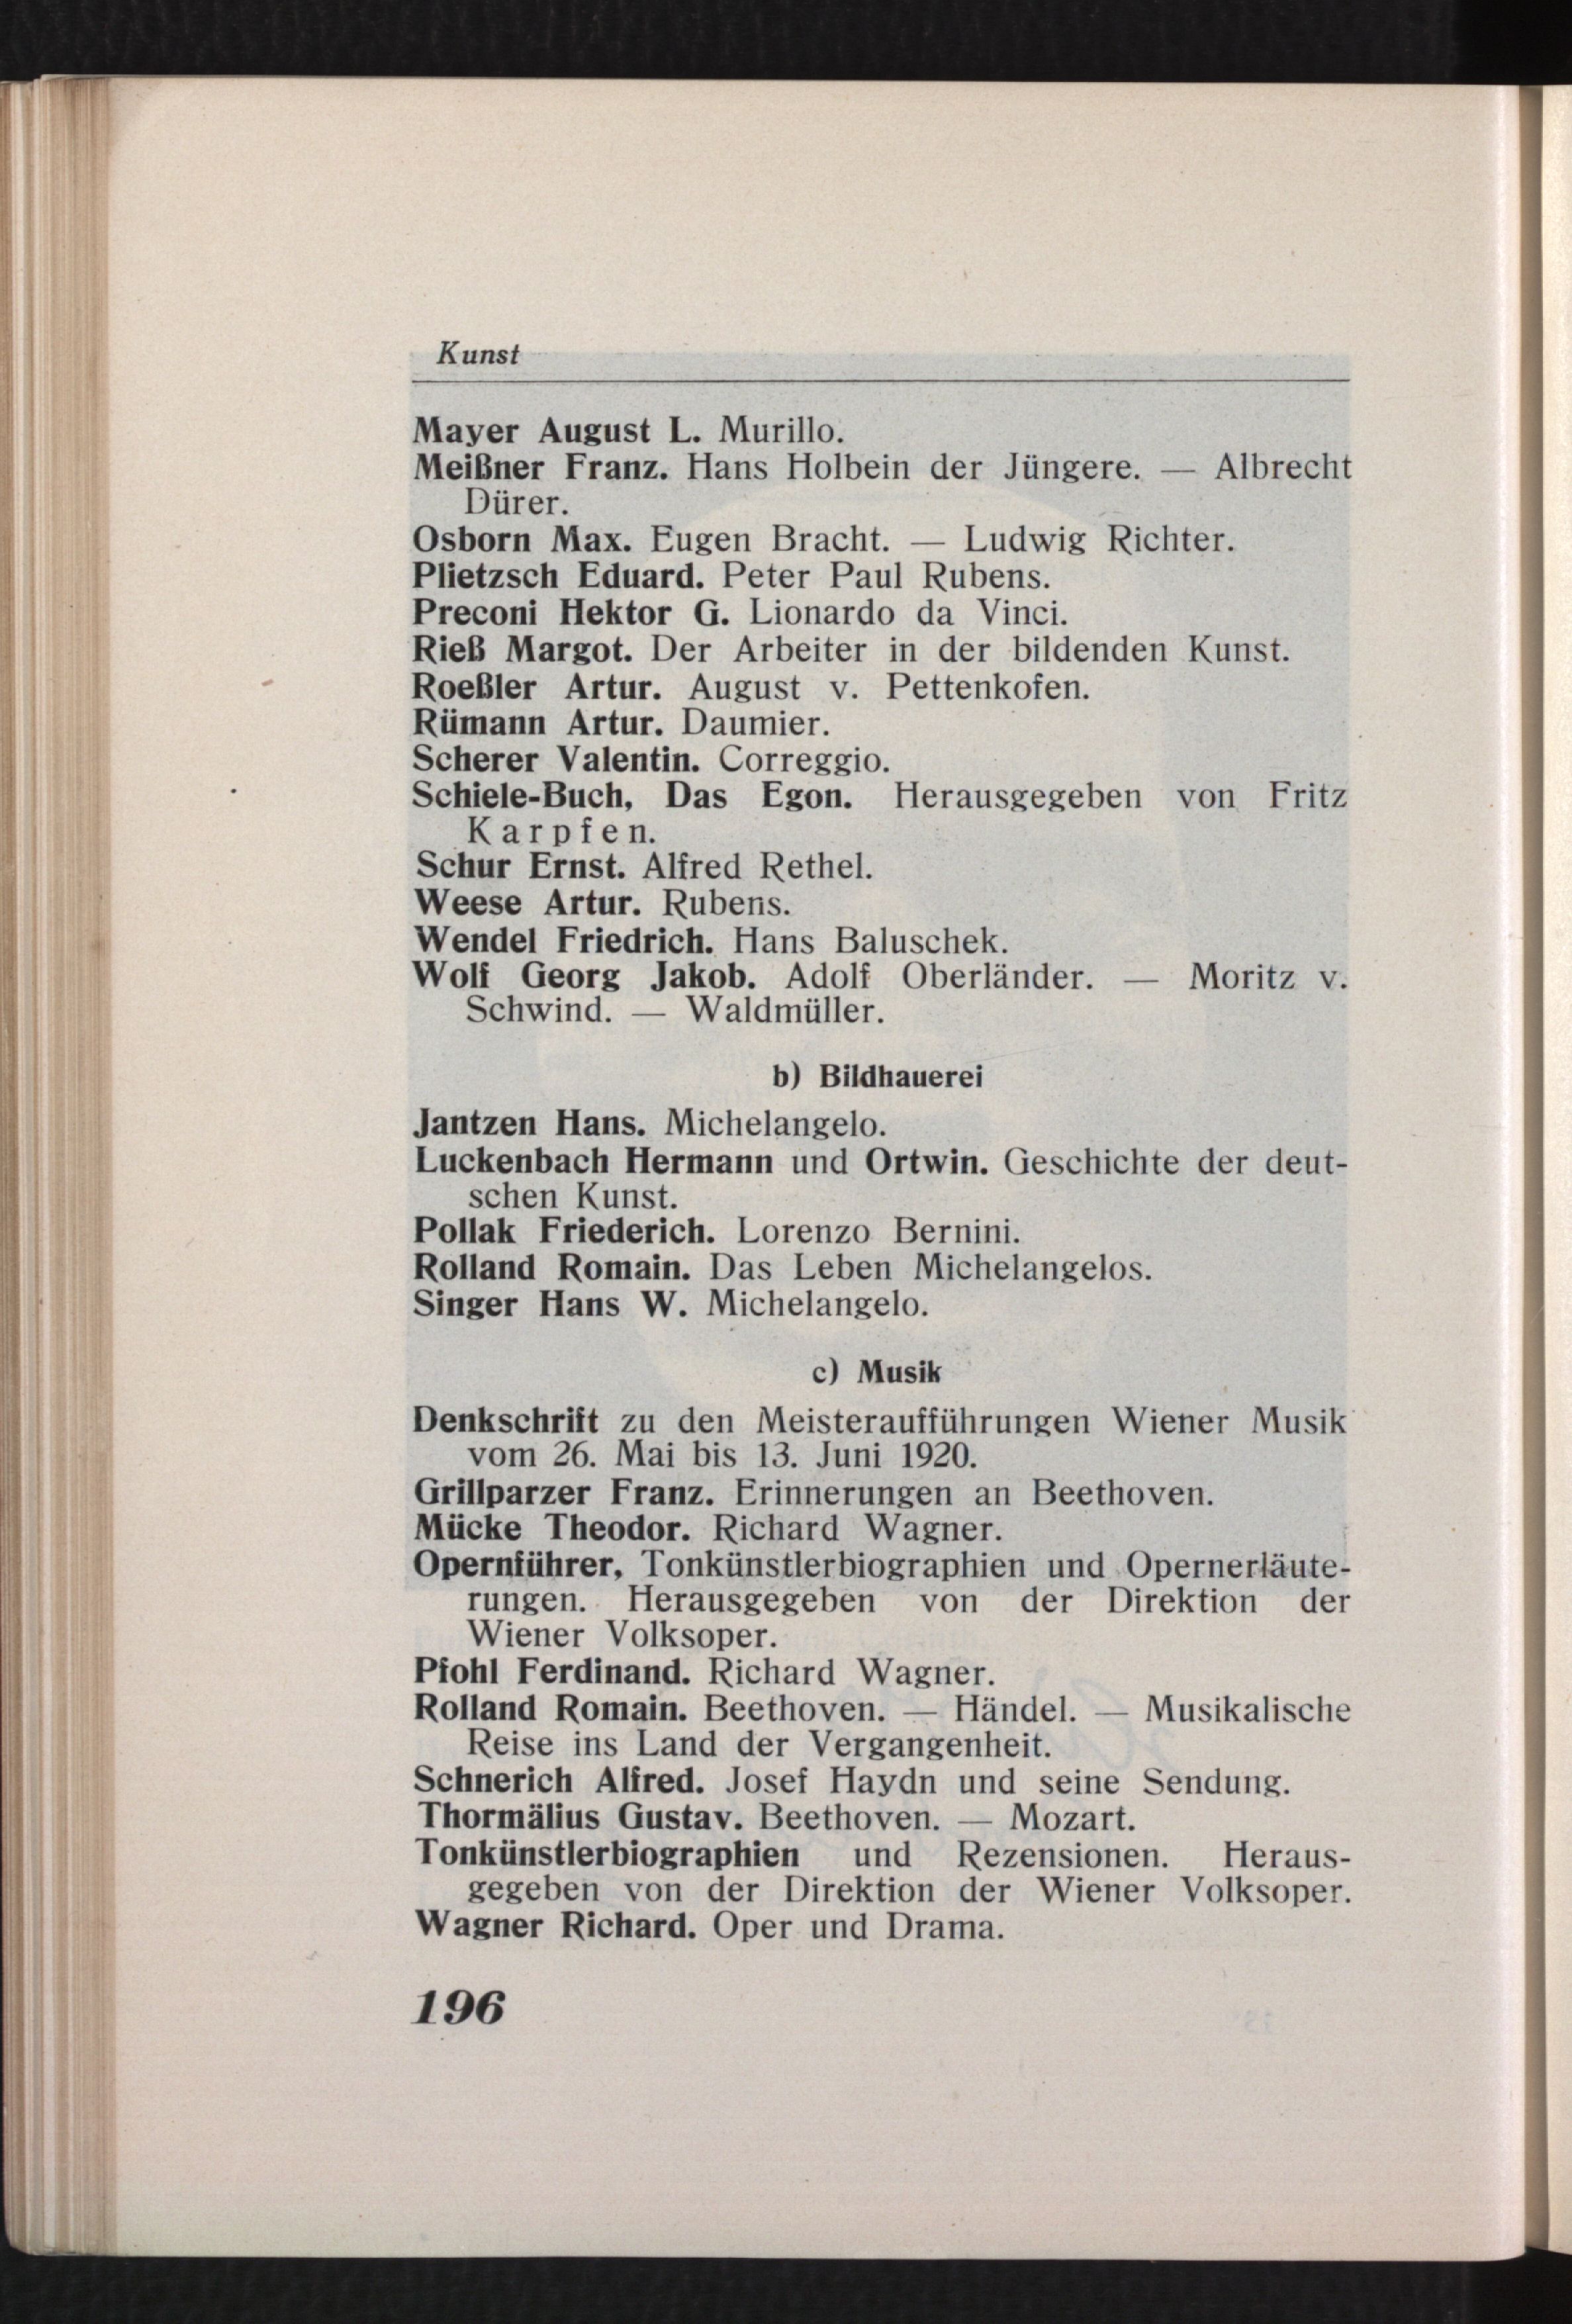 Kunst
Mayer August L. Murillo.
Meißner Franz. Hans Holbein der Jüngere. — Albrecht
Dürer.
Osborn Max. Eugen Bracht. — Ludwig Richter.
Plietzsch Eduard. Peter Paul Rubens.
Preconi Hektor G. Lionardo da Vinci.
Rieß Margot. Der Arbeiter in der bildenden Kunst.
Roeßler Artur. August v. Pettenkofen.
Rümann Artur. Daumier.
Scherer Valentin. Correggio.
Schiele-Buch, Das Egon. Herausgegeben von Fritz
Karpfen.
Schur Ernst. Alfred Rethel.
Weese Artur. Rubens.
Wendel Friedrich. Hans Baluschek.
Wolf Georg Jakob. Adolf Oberländer. — Moritz v.
Schwind. — Waldmüller.
b) Bildhauerei
Jantzen Hans. Michelangelo.
Luckenbach Hermann und Ortwin. Geschichte der deut-
schen Kunst.
Pollak Friederich. Lorenzo Bernini.
Rolland Romain. Das Leben Michelangelos.
Singer Hans W. Michelangelo.
c) Musik
Denkschrift zu den Meisteraufführungen Wiener Musik
vom 26. Mai bis 13. Juni 1920.
Grillparzer Franz. Erinnerungen an Beethoven.
Mücke Theodor. Richard Wagner.
Opernführer, Tonkünstlerbiographien und Opernerläute-
rungen. Herausgegeben von der Direktion der
Wiener Volksoper.
Pfohl Ferdinand. Richard Wagner.
Rolland Romain. Beethoven. — Händel. — Musikalische
Reise ins Land der Vergangenheit.
Schnerich Alfred. Josef Haydn und seine Sendung.
Thormälius Gustav. Beethoven. — Mozart.
Tonkünstlerbiographien und Rezensionen. Heraus-
gegeben von der Direktion der Wiener Volksoper.
Wagner Richard. Oper und Drama.
196